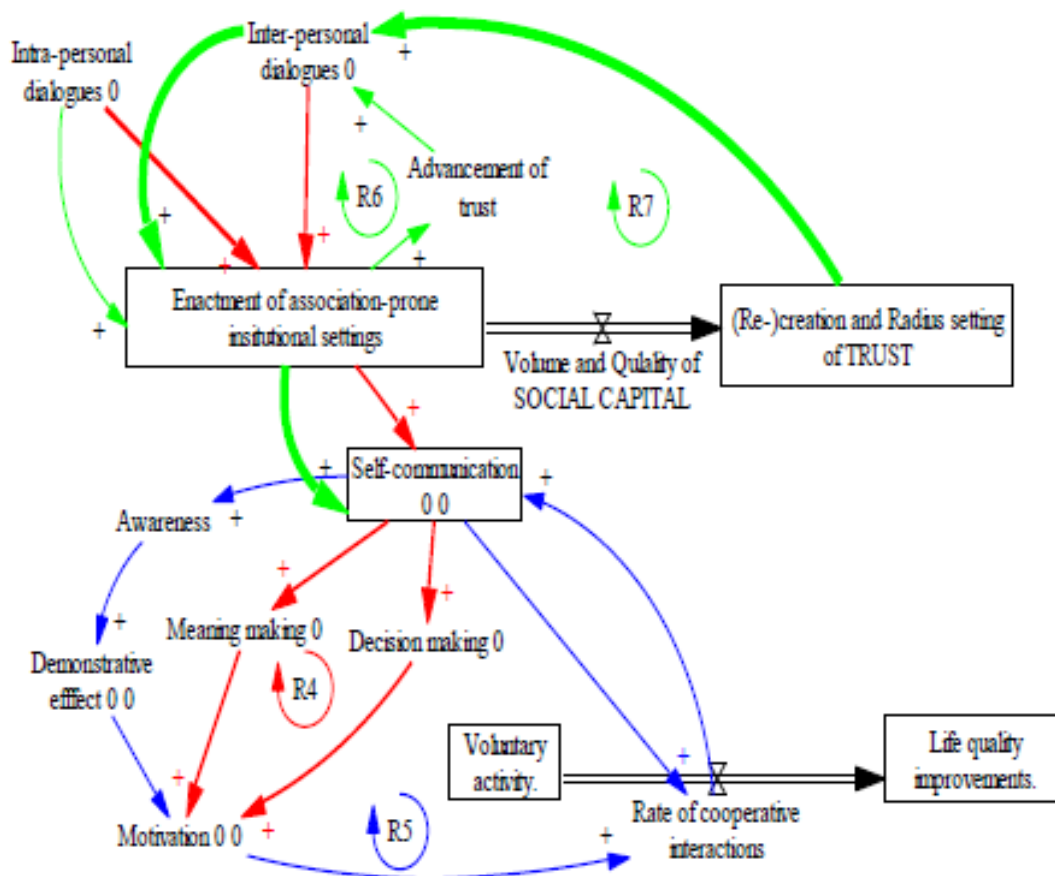 Inter-personal
dialogues 0
Intra-personal
dialogues 0
+
+
Advancement of
trust
R6
R7
+
+
+
+
+
Enactment of association-prone
insitutional settings
(Re-)creation and Radius setting
of TRUST
Volume and Qulality of
SOCIAL CAPITAL
+
+
Self-communication
0 0
+
+
Awareness
+
+
+
+
Meaning making 0
Decision making 0
Demonstrative
efffect 0 0
R4
Voluntary
activity.
Life quality
improvements.
+
+
Rate of cooperative
interactions
R5
Motivation 0 0
+
+